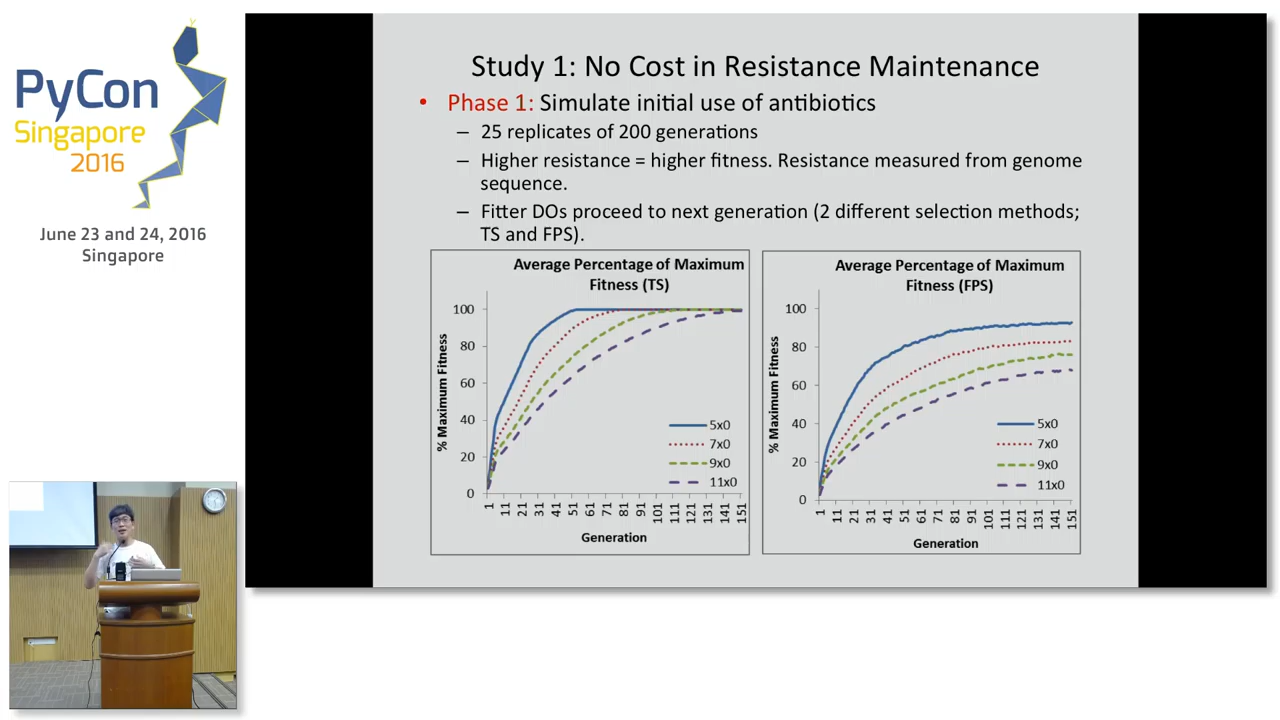 PyCon
Singapore
2016
June 23 and 24, 2016
Singapore
Study 1: No Cost in Resistance Maintenance
• Phase 1: Simulate initial use of antibiotics
– 25 replicates of 200 generations
– Higher resistance = higher fitness. Resistance measured from genome
sequence.
– Fitter DOs proceed to next generation (2 different selection methods;
TS and FPS).
Average Percentage of Maximum
Fitness (TS)
% Maximum Fitness
100
80
60
40
20
0
5x0
7x0
9x0
11x0
1 11 21 31 41 51 61 71 81 91 101 111 121 131 141 151
Generation
Average Percentage of Maximum
Fitness (FPS)
% Maximum Fitness
100
80
60
40
20
0
5x0
7x0
9x0
11x0
1 11 21 31 41 51 61 71 81 91 101 111 121 131 141 151
Generation